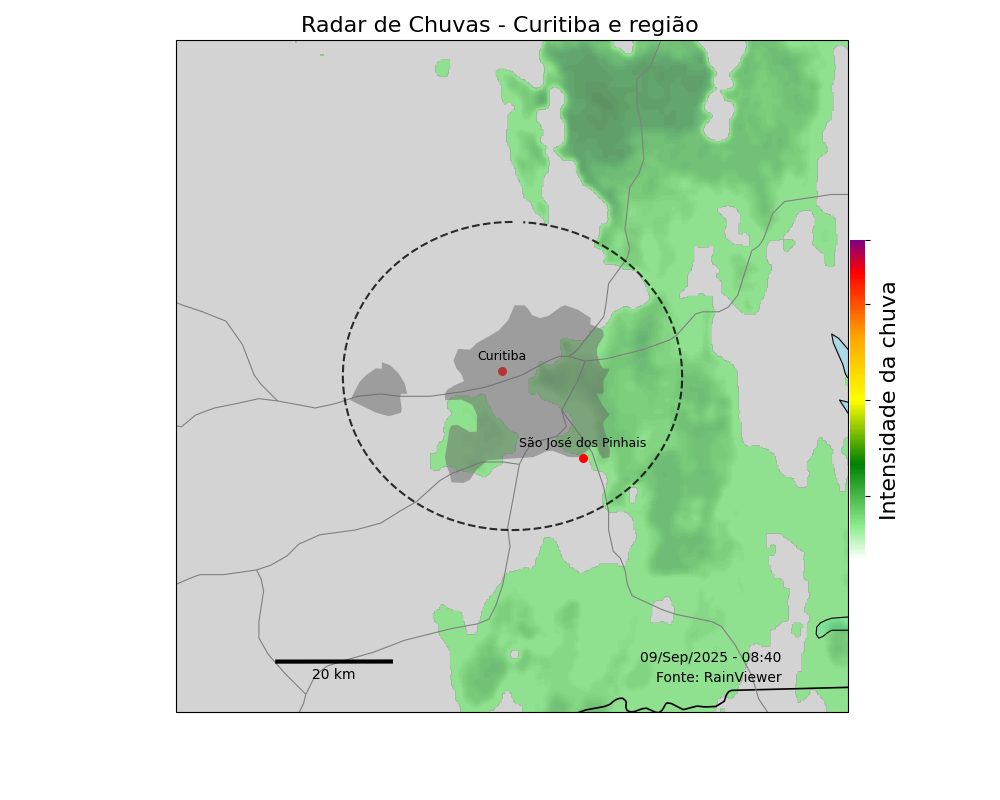 Radar de Chuvas - Curitiba e região
Curitiba
São José dos Pinhais
Intensidade da chuva
09/Sep/2025 - 08:40
Fonte: RainViewer
20 km